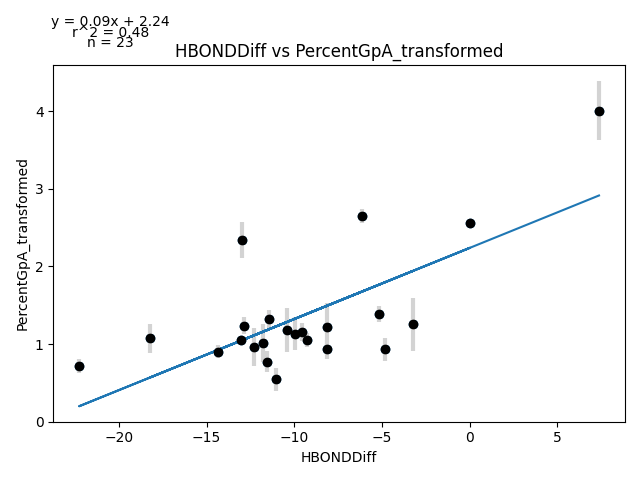 y = 0.09x + 2.24
r^2 = 0.48
n = 23
HBONDDiff vs PercentGpA_transformed
PercentGpA_transformed
4
3
2
1
0
−20
−15
−10
−5
0
5
HBONDDiff